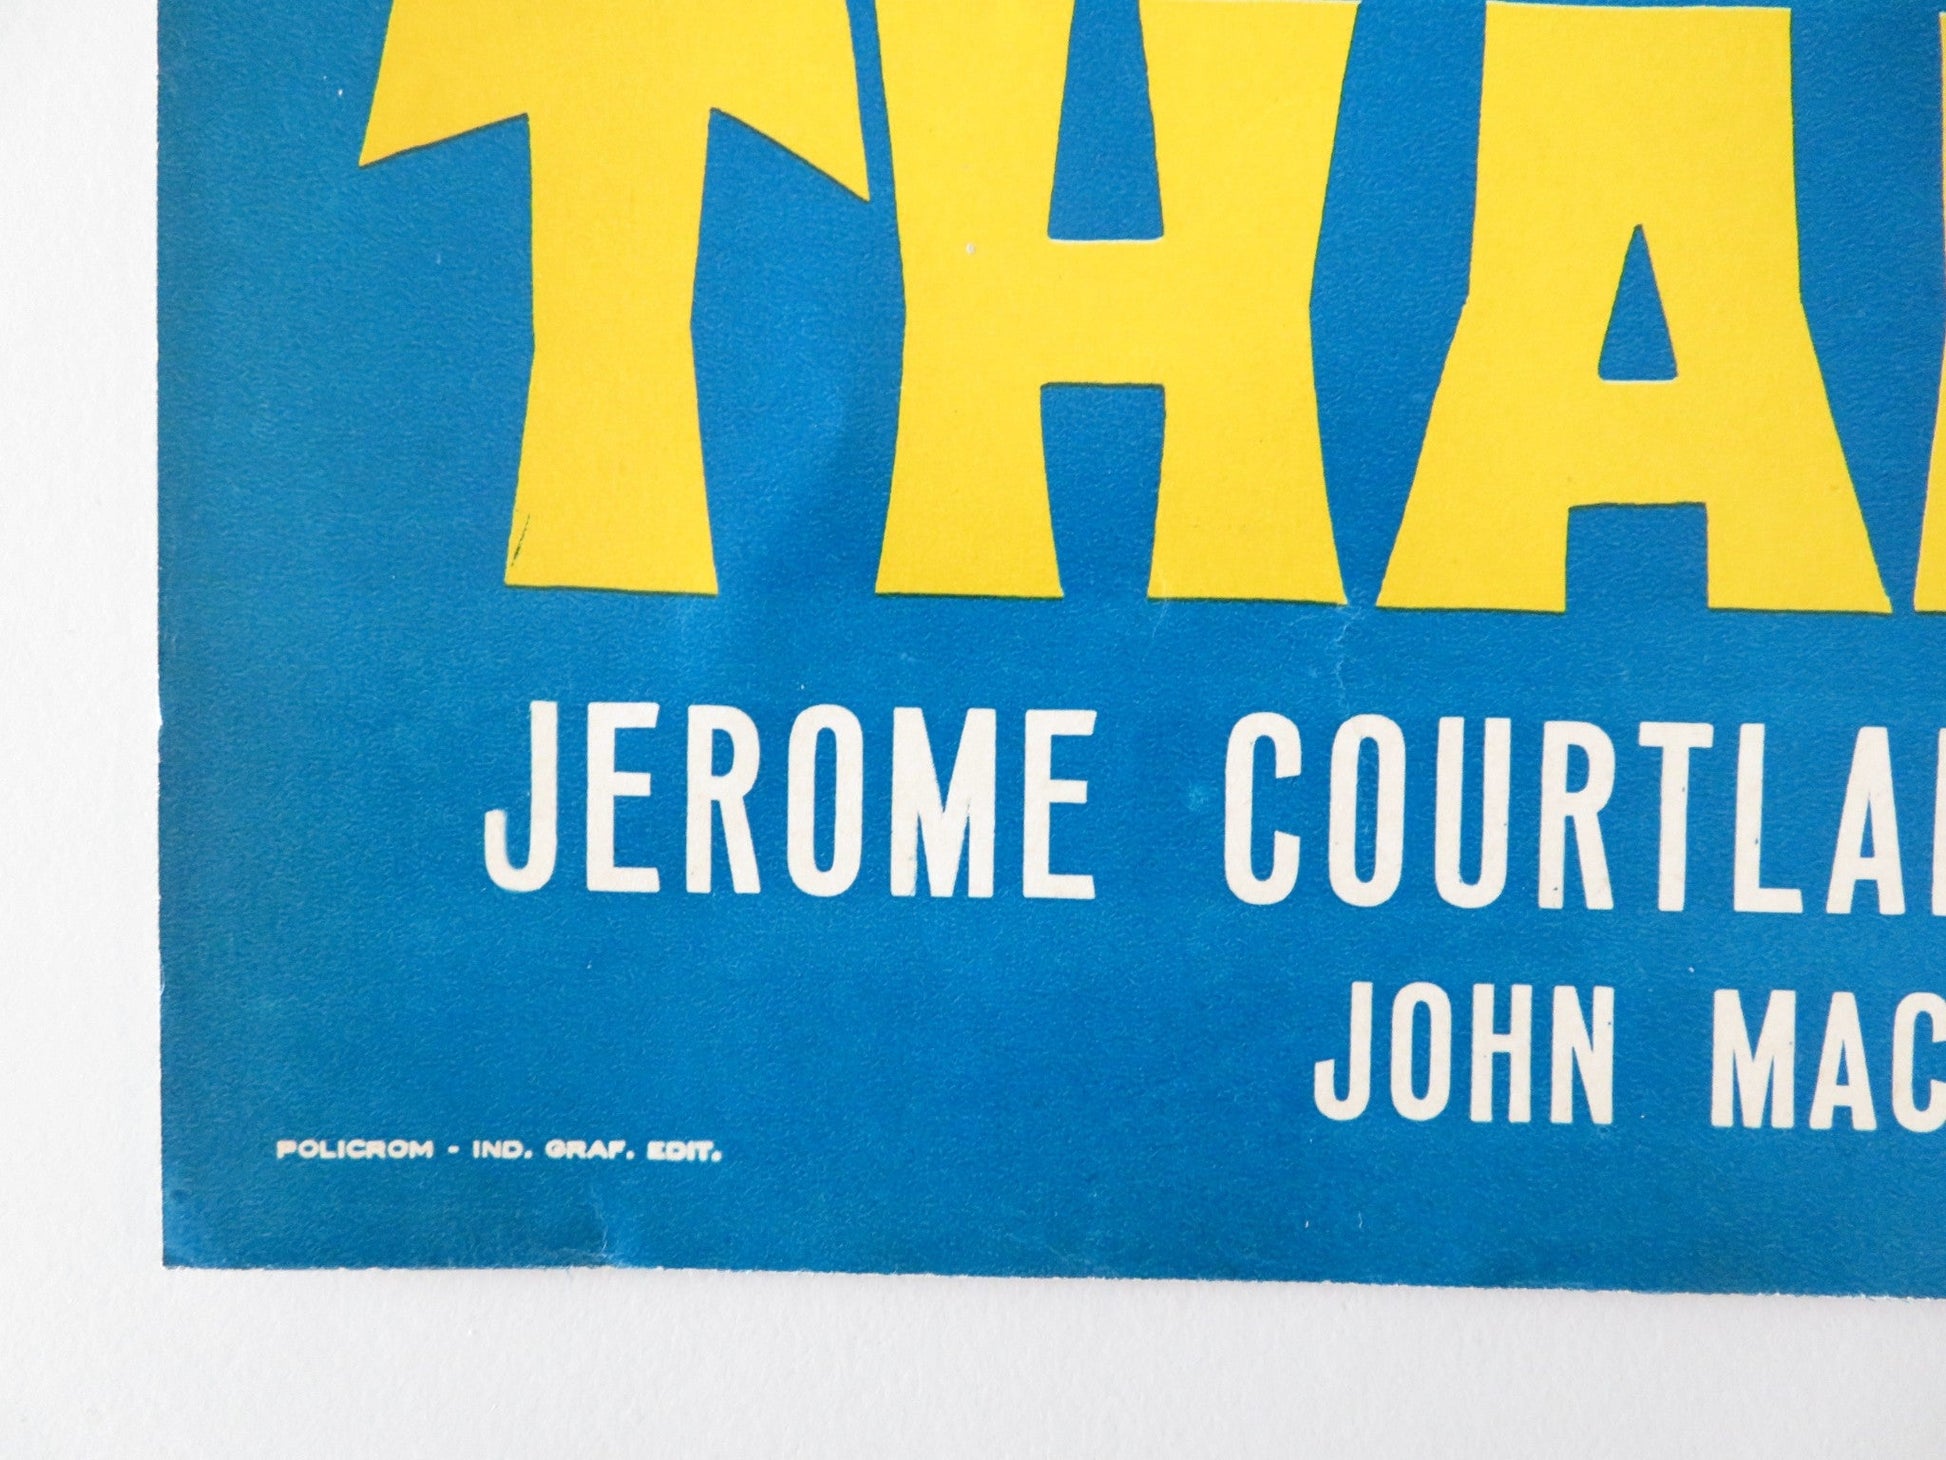 THA
JEROME COURTLA
JOHN MAC
POLICROM - IND. GRAF. EDIT.